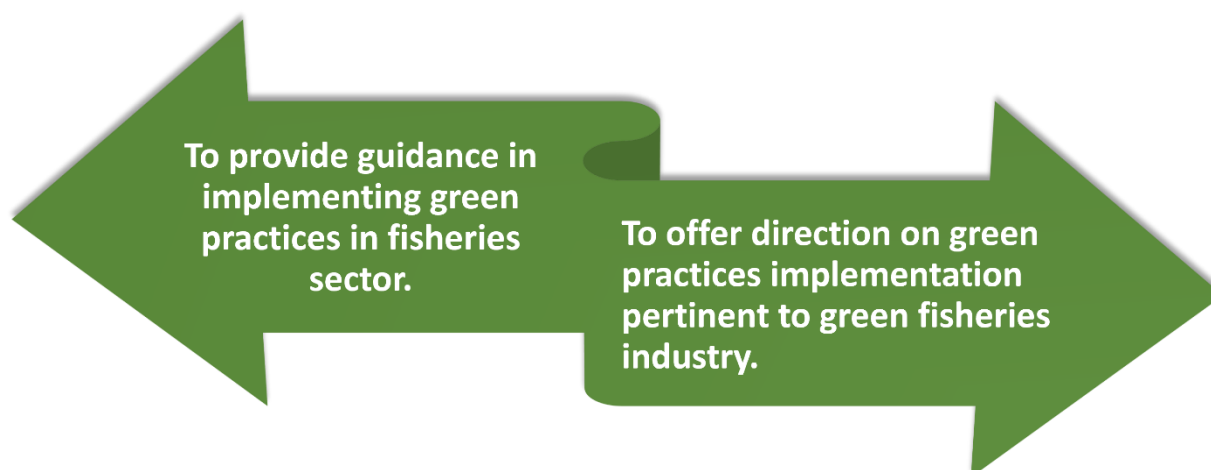 To provide guidance in
implementing green
practices in fisheries
sector.
To offer direction on green
practices implementation
pertinent to green fisheries
industry.